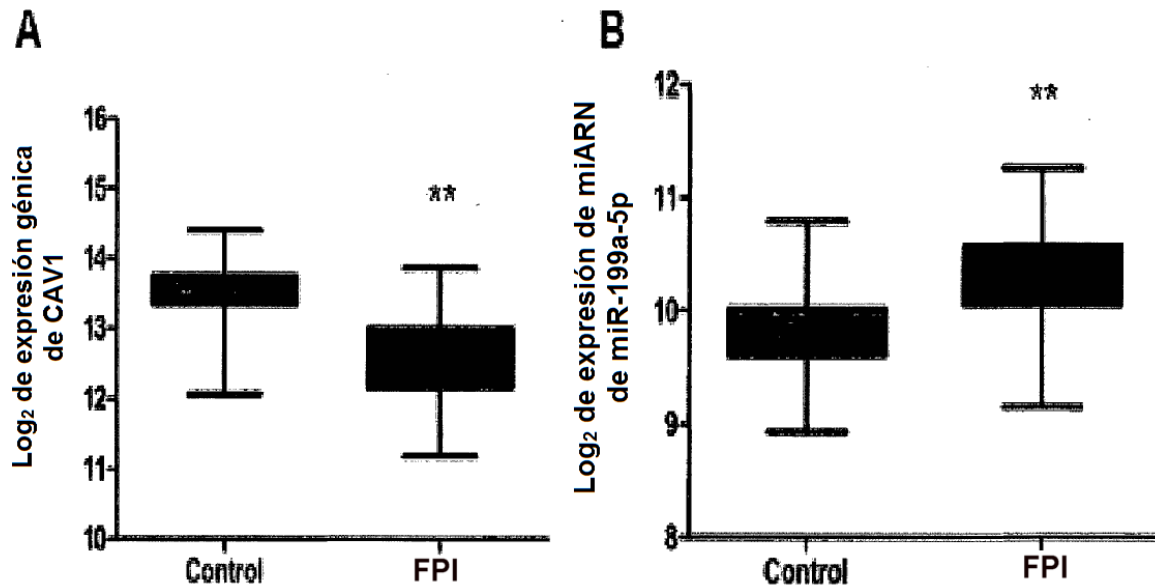 A
Log₂ de expresión génica
de CAV1
16
15
14
13
12
11
10
**
Control
FPI
B
Log₂ de expresión de miARN
de miR-199a-5p
12
11
10
9
8
**
Control
FPI